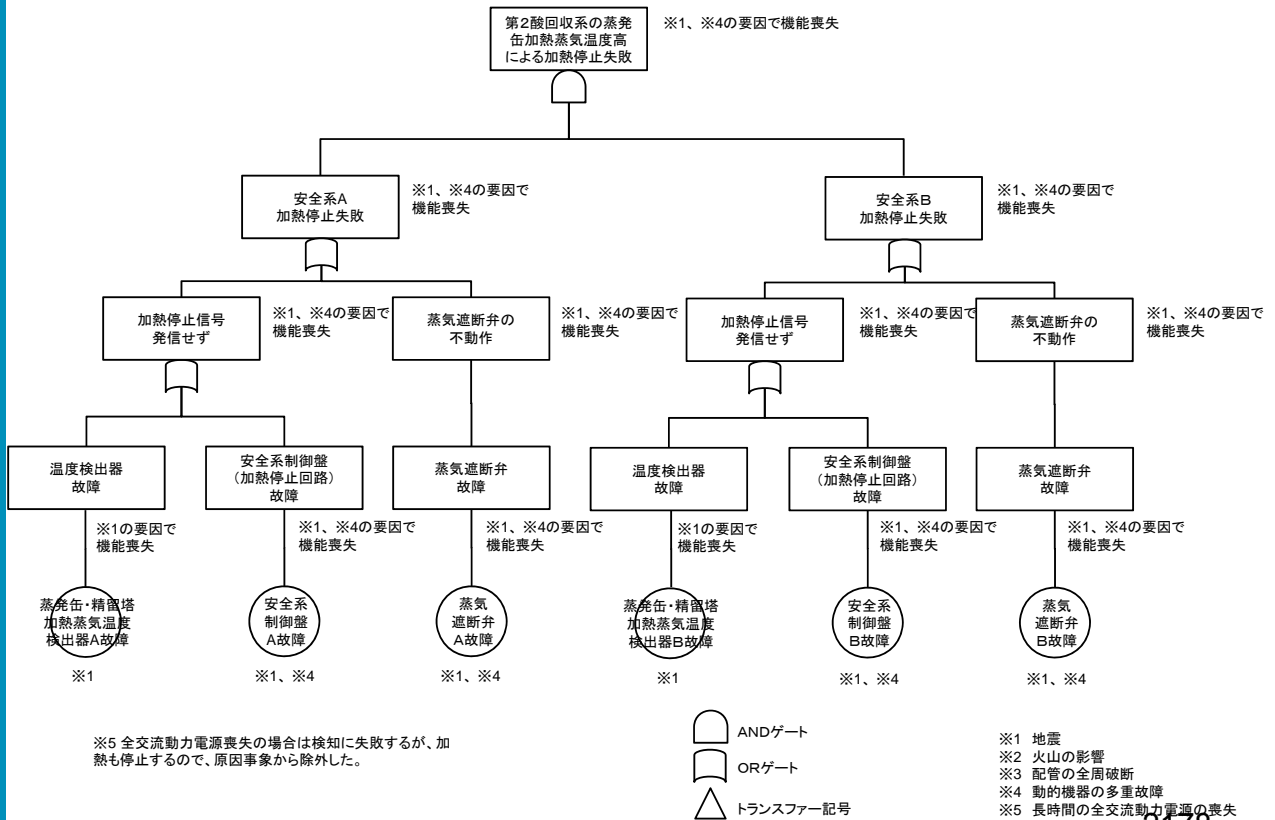 第2酸回収系の蒸発
缶加熱蒸気温度高
による加熱停止失敗
※1、※4の要因で機能喪失
安全系A
加熱停止失敗
※1、※4の要因で
機能喪失
安全系B
加熱停止失敗
※1、※4の要因で
機能喪失
加熱停止信号
発信せず
※1、※4の要因で
機能喪失
蒸気遮断弁の
不動作
※1、※4の要因で
機能喪失
加熱停止信号
発信せず
※1、※4の要因で
機能喪失
蒸気遮断弁の
不動作
※1、※4の要因で
機能喪失
温度検出器
故障
※1の要因で
機能喪失
安全系制御盤
(加熱停止回路)
故障
※1、※4の要因で
機能喪失
蒸気遮断弁
故障
※1、※4の要因で
機能喪失
温度検出器
故障
※1の要因で
機能喪失
安全系制御盤
(加熱停止回路)
故障
※1、※4の要因で
機能喪失
蒸気遮断弁
故障
※1、※4の要因で
機能喪失
蒸発缶・精留塔
加熱蒸気温度
検出器A故障
※1
安全系
制御盤
A故障
※1、※4
蒸気
遮断弁
A故障
※1、※4
蒸発缶・精留塔
加熱蒸気温度
検出器B故障
※1
安全系
制御盤
B故障
※1、※4
蒸気
遮断弁
B故障
※1、※4
※5 全交流動力電源喪失の場合は検知に失敗するが、加
熱も停止するので、原因事象から除外した。
ANDゲート
ORゲート
トランスファー記号
※1 地震
※2 火山の影響
※3 配管の全周破断
※4 動的機器の多重故障
※5 長時間の全交流動力電源の喪失